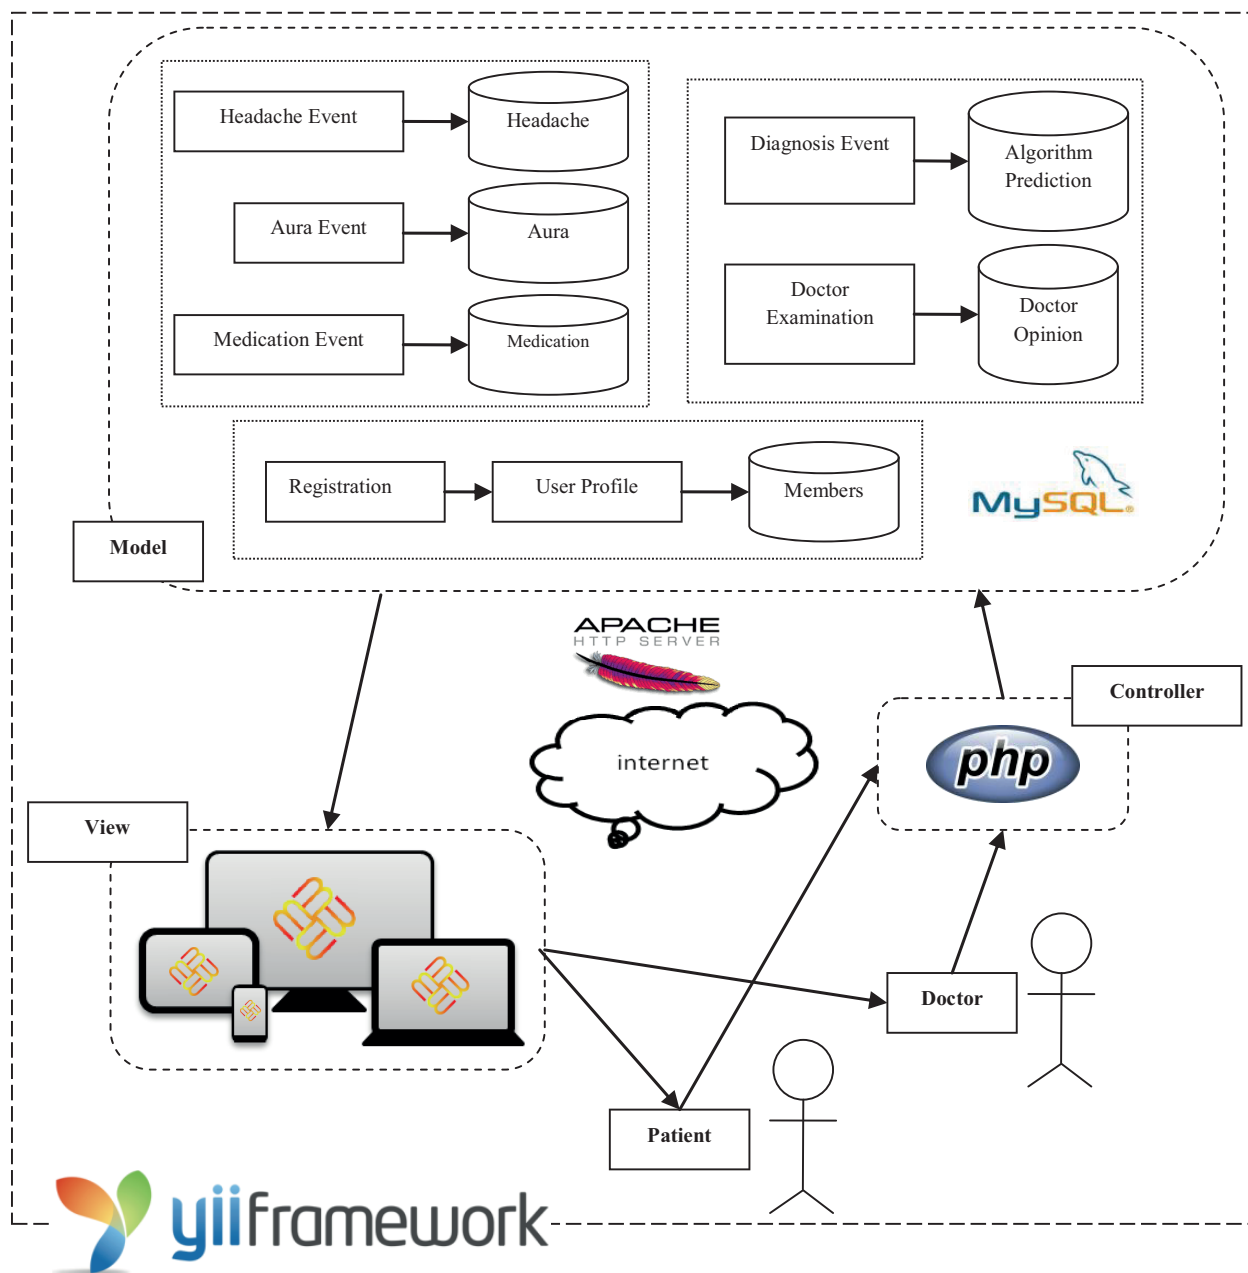 Headache Event
Headache
Aura Event
Aura
Medication Event
Medication
Diagnosis Event
Algorithm
Prediction
Doctor
Examination
Doctor
Opinion
Registration
User Profile
Members
MySQL®
Model
APACHE
HTTP SERVER
internet
Controller
php
View
Doctor
Patient
yiiframework